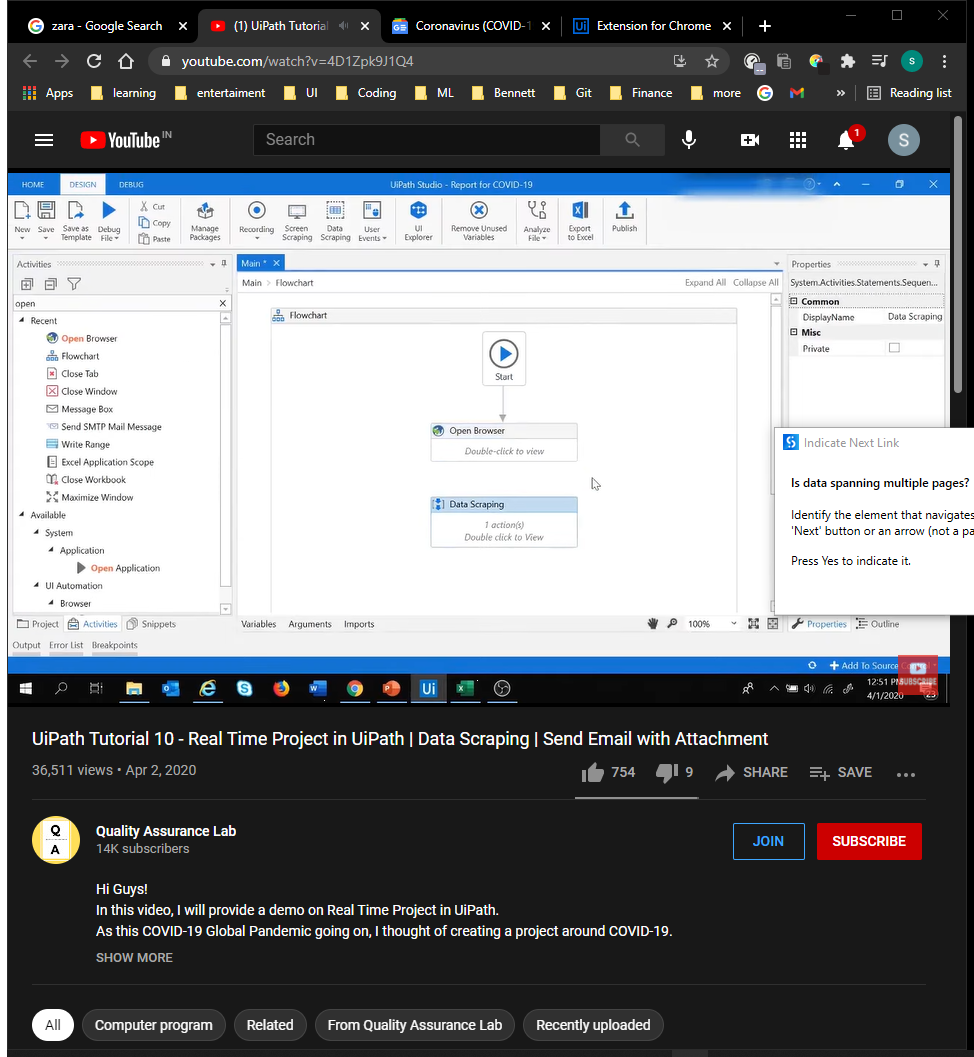 zara - Google Search
(1) UiPath Tutorial
Coronavirus (COVID-1
Extension for Chrome
youtube.com/watch?v=4D1Zpk9J1Q4
S
Apps learning entertaiment UI Coding ML Bennett Git Finance more » Reading list
YouTube IN
Search
1
S
HOME DESIGN DEBUG
UiPath Studio - Report for COVID-19
New
Save
Save as Template
Debug File
Cut
Copy
Paste
Manage Packages
Recording
Screen Scraping
Data Scraping
User Events
UI Explorer
Remove Unused Variables
Analyze File
Export to Excel
Publish
Activities
Main *
Properties
Main > Flowchart
Expand All Collapse All
System.Activities.Statements.Sequen...
open
Common
DisplayName Data Scraping
Misc
Private
Recent
Open Browser
Flowchart
Close Tab
Close Window
Message Box
Send SMTP Mail Message
Write Range
Excel Application Scope
Close Workbook
Maximize Window
Available
System
Application
Open Application
UI Automation
Browser
Flowchart
Start
Open Browser
Double-click to view
Data Scraping
1 action(s)
Double click to View
Indicate Next Link
Is data spanning multiple pages?
Identify the element that navigates
'Next' button or an arrow (not a pa
Press Yes to indicate it.
Project Activities Snippets
Variables Arguments Imports
100%
Properties Outline
Output Error List Breakpoints
Add To Source
Ui
12:51 PM
4/1/2020
SUBSCRIBE
23
UiPath Tutorial 10 - Real Time Project in UiPath | Data Scraping | Send Email with Attachment
36,511 views • Apr 2, 2020
754 9 SHARE SAVE
Q
A
Quality Assurance Lab
14K subscribers
JOIN
SUBSCRIBE
Hi Guys!
In this video, I will provide a demo on Real Time Project in UiPath.
As this COVID-19 Global Pandemic going on, I thought of creating a project around COVID-19.
SHOW MORE
All Computer program Related From Quality Assurance Lab Recently uploaded